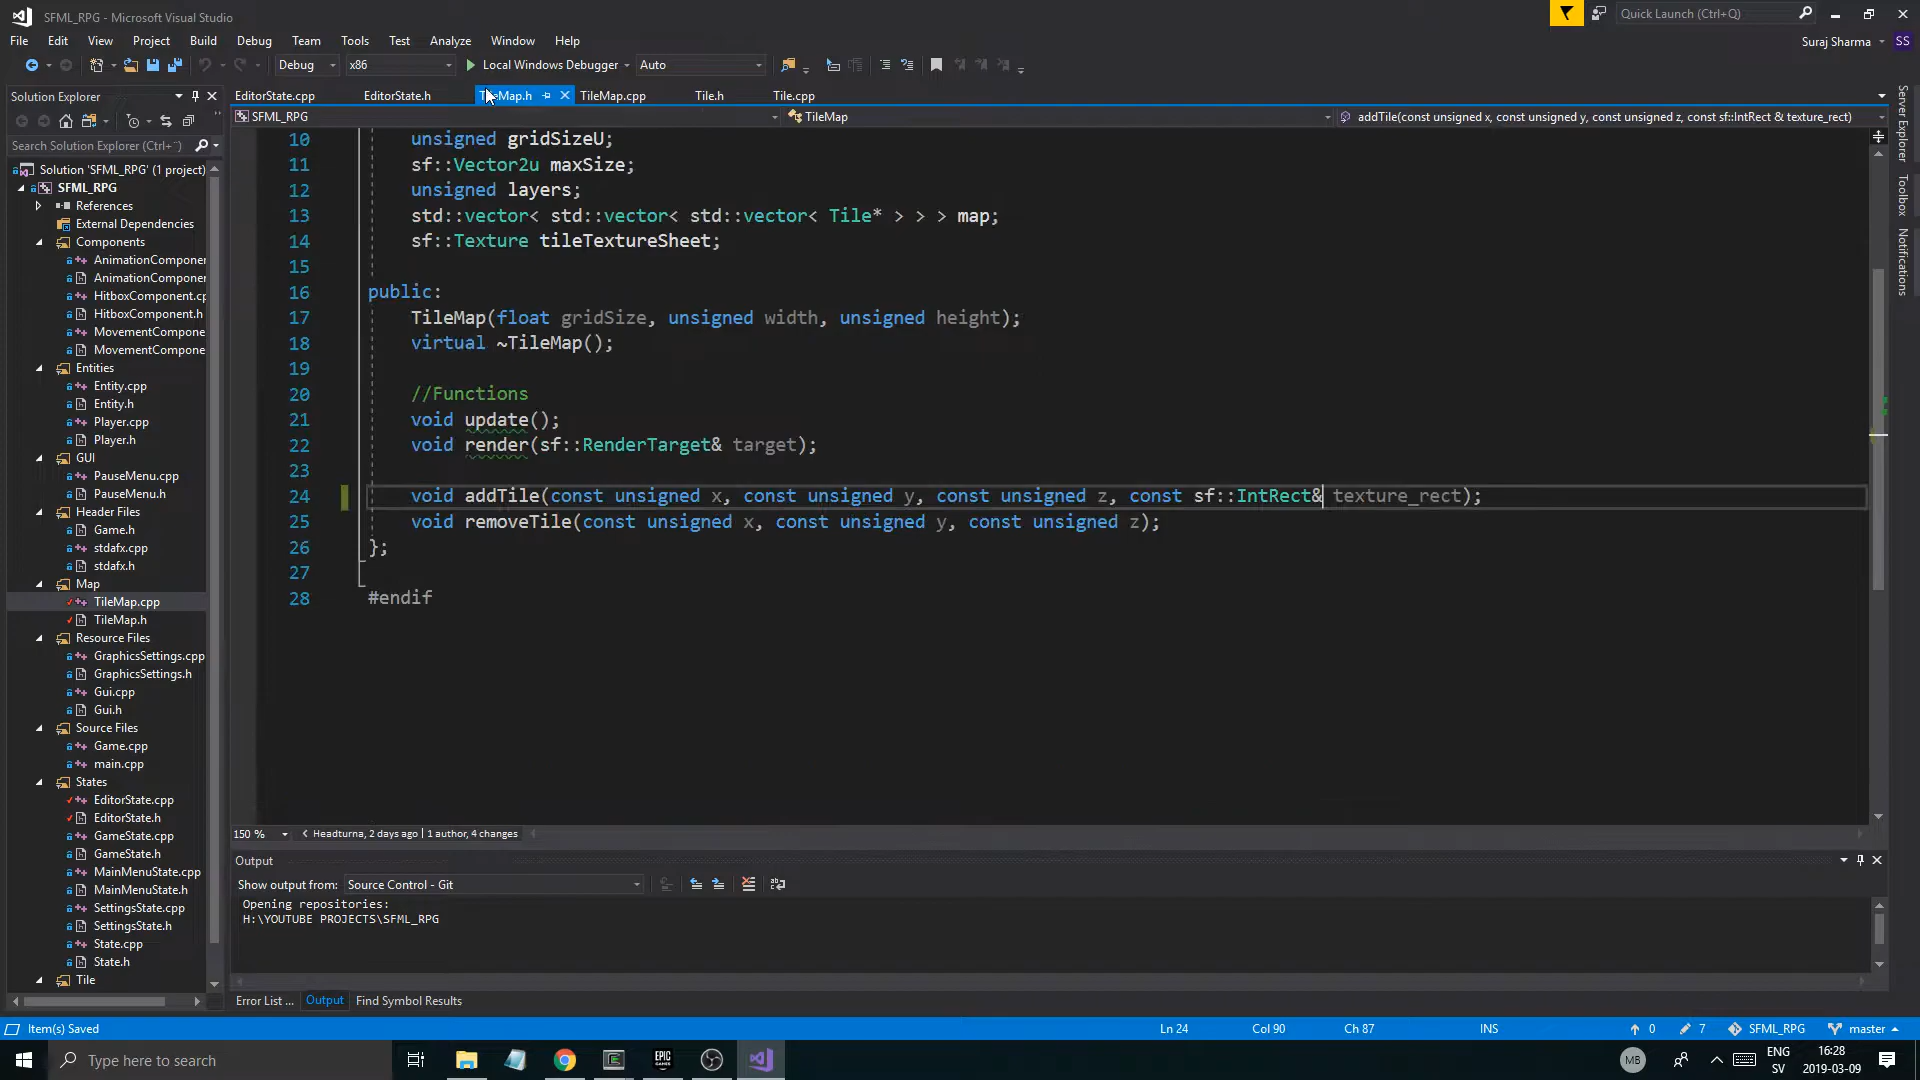 SFML_RPG - Microsoft Visual Studio
Quick Launch (Ctrl+Q)
File Edit View Project Build Debug Team Tools Test Analyze Window Help
Suraj Sharma SS
Debug x86 Local Windows Debugger Auto
Solution Explorer
EditorState.cpp EditorState.h TileMap.h TileMap.cpp Tile.h Tile.cpp
SFML_RPG TileMap addTile(const unsigned x, const unsigned y, const unsigned z, const sf::IntRect & texture_rect)
Search Solution Explorer (Ctrl+¨)
Solution 'SFML_RPG' (1 project)
SFML_RPG
References
External Dependencies
Components
AnimationComponen
AnimationComponen
HitboxComponent.cp
HitboxComponent.h
MovementCompone
MovementCompone
Entities
Entity.cpp
Entity.h
Player.cpp
Player.h
GUI
PauseMenu.cpp
PauseMenu.h
Header Files
Game.h
stdafx.cpp
stdafx.h
Map
TileMap.cpp
TileMap.h
Resource Files
GraphicsSettings.cpp
GraphicsSettings.h
Gui.cpp
Gui.h
Source Files
Game.cpp
main.cpp
States
EditorState.cpp
EditorState.h
GameState.cpp
GameState.h
MainMenuState.cpp
MainMenuState.h
SettingsState.cpp
SettingsState.h
State.cpp
State.h
Tile
10 unsigned gridSizeU;
11 sf::Vector2u maxSize;
12 unsigned layers;
13 std::vector< std::vector< std::vector< Tile* > > > map;
14 sf::Texture tileTextureSheet;
15
16 public:
17 TileMap(float gridSize, unsigned width, unsigned height);
18 virtual ~TileMap();
19
20 //Functions
21 void update();
22 void render(sf::RenderTarget& target);
23
24 void addTile(const unsigned x, const unsigned y, const unsigned z, const sf::IntRect& texture_rect);
25 void removeTile(const unsigned x, const unsigned y, const unsigned z);
26 };
27
28 #endif
Server Explorer
Toolbox
Notifications
150 % Headturna, 2 days ago | 1 author, 4 changes
Output
Show output from: Source Control - Git
Opening repositories:
H:\YOUTUBE PROJECTS\SFML_RPG
Error List ... Output Find Symbol Results
Item(s) Saved Ln 24 Col 90 Ch 87 INS 0 7 SFML_RPG master
Type here to search
EPIC
GAMES
MB
ENG
SV
16:28
2019-03-09